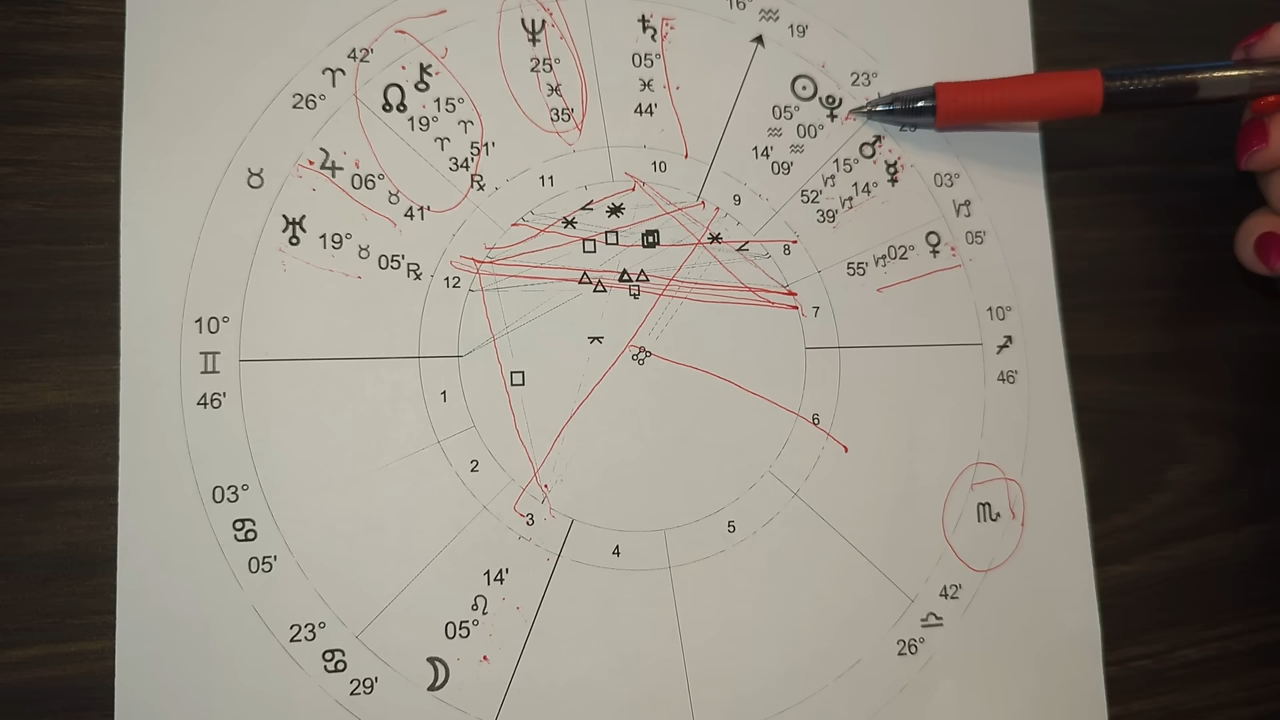 16° ♒ 19'
♆ 25° ♓ 35'
♄ 05° ♓ 44'
☉ 05° ♒ 14'
♇ 00° ♒ 09'
23°
♂ 15° ♑ 52'
☿ 14° ♑ 39'
03° ♑ 05'
♀ 02° ♑ 55'
10° ♐ 46'
♏
42' ♎ 26°
☽ 05° ♌ 14'
23° ♋ 29'
03° ♋ 05'
10° ♊ 46'
♅ 19° ♉ 05' ℞
♃ 06° ♉ 41'
♉
26° ♈ 42'
☊ 19° ♈ 34' ℞
⚷ 15° ♈ 51'
1
2
3
4
5
6
7
8
9
10
11
12